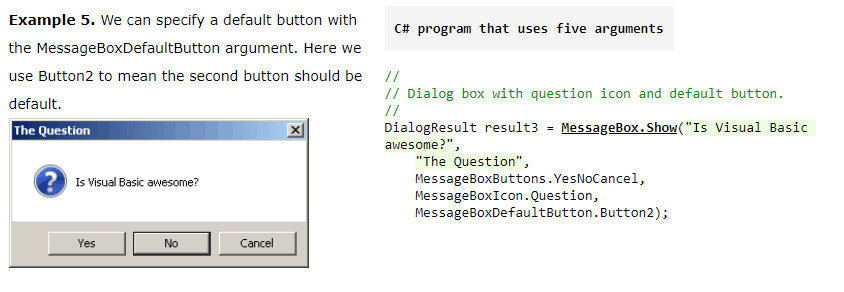 Example 5. We can specify a default button with
the MessageBoxDefaultButton argument. Here we
use Button2 to mean the second button should be
default.
The Question
Is Visual Basic awesome?
Yes
No
Cancel
C# program that uses five arguments
//
// Dialog box with question icon and default button.
//
DialogResult result3 = MessageBox.Show("Is Visual Basic
awesome?",
"The Question",
MessageBoxButtons.YesNoCancel,
MessageBoxIcon.Question,
MessageBoxDefaultButton.Button2);